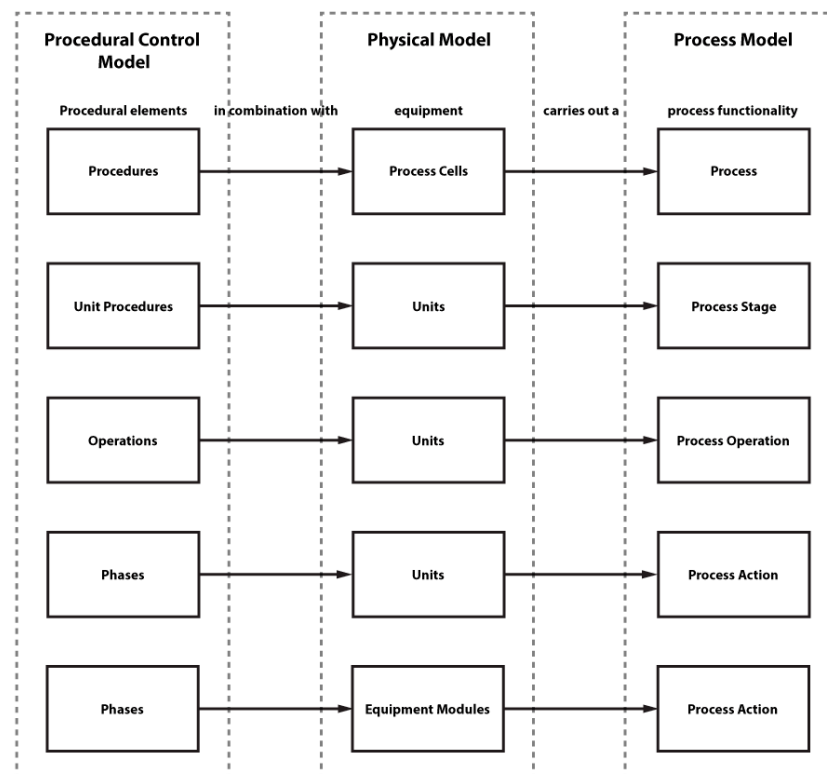 Procedural Control
Model
Physical Model
Process Model
Procedural elements
in combination with
equipment
carries out a
process functionality
Procedures
Process Cells
Process
Unit Procedures
Units
Process Stage
Operations
Units
Process Operation
Phases
Units
Process Action
Phases
Equipment Modules
Process Action